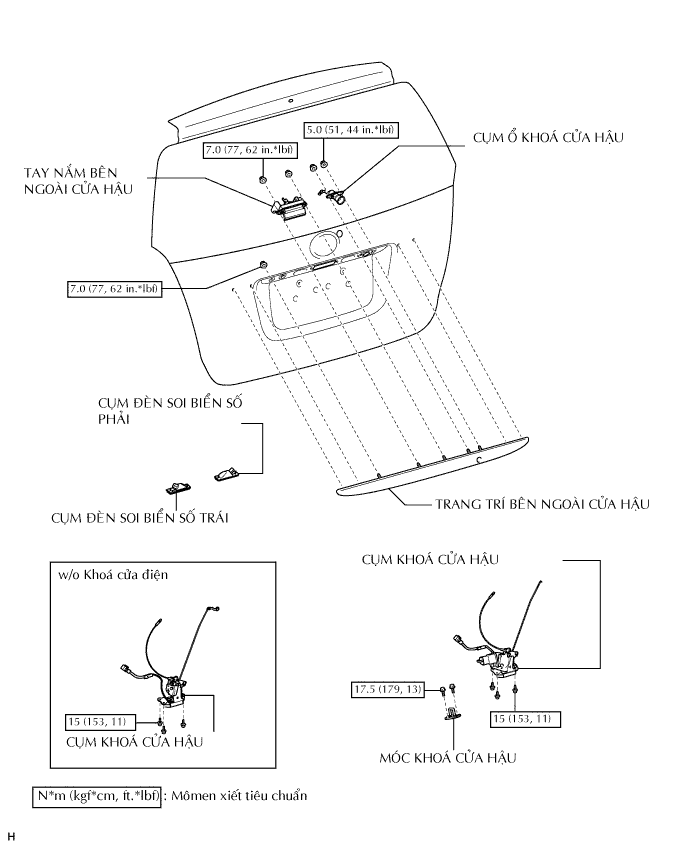 5.0 (51, 44 in.*lbf)
CỤM Ổ KHOÁ CỬA HẬU
7.0 (77, 62 in.*lbf)
TAY NẮM BÊN
NGOÀI CỬA HẬU
7.0 (77, 62 in.*lbf)
CỤM ĐÈN SOI BIỂN SỐ
PHẢI
TRANG TRÍ BÊN NGOÀI CỬA HẬU
CỤM ĐÈN SOI BIỂN SỐ TRÁI
CỤM KHOÁ CỬA HẬU
w/o Khoá cửa điện
17.5 (179, 13)
15 (153, 11)
15 (153, 11)
CỤM KHOÁ CỬA HẬU
MÓC KHOÁ CỬA HẬU
N*m (kgf*cm, ft.*lbf) : Mômen xiết tiêu chuẩn
H